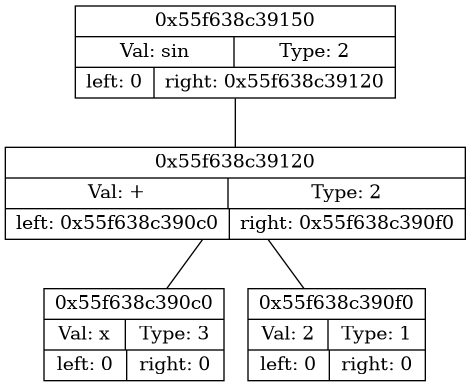 0x55f638c39150
Val: sin Type: 2
left: 0 right: 0x55f638c39120
0x55f638c39120
Val: + Type: 2
left: 0x55f638c390c0 right: 0x55f638c390f0
0x55f638c390c0
Val: x Type: 3
left: 0 right: 0
0x55f638c390f0
Val: 2 Type: 1
left: 0 right: 0